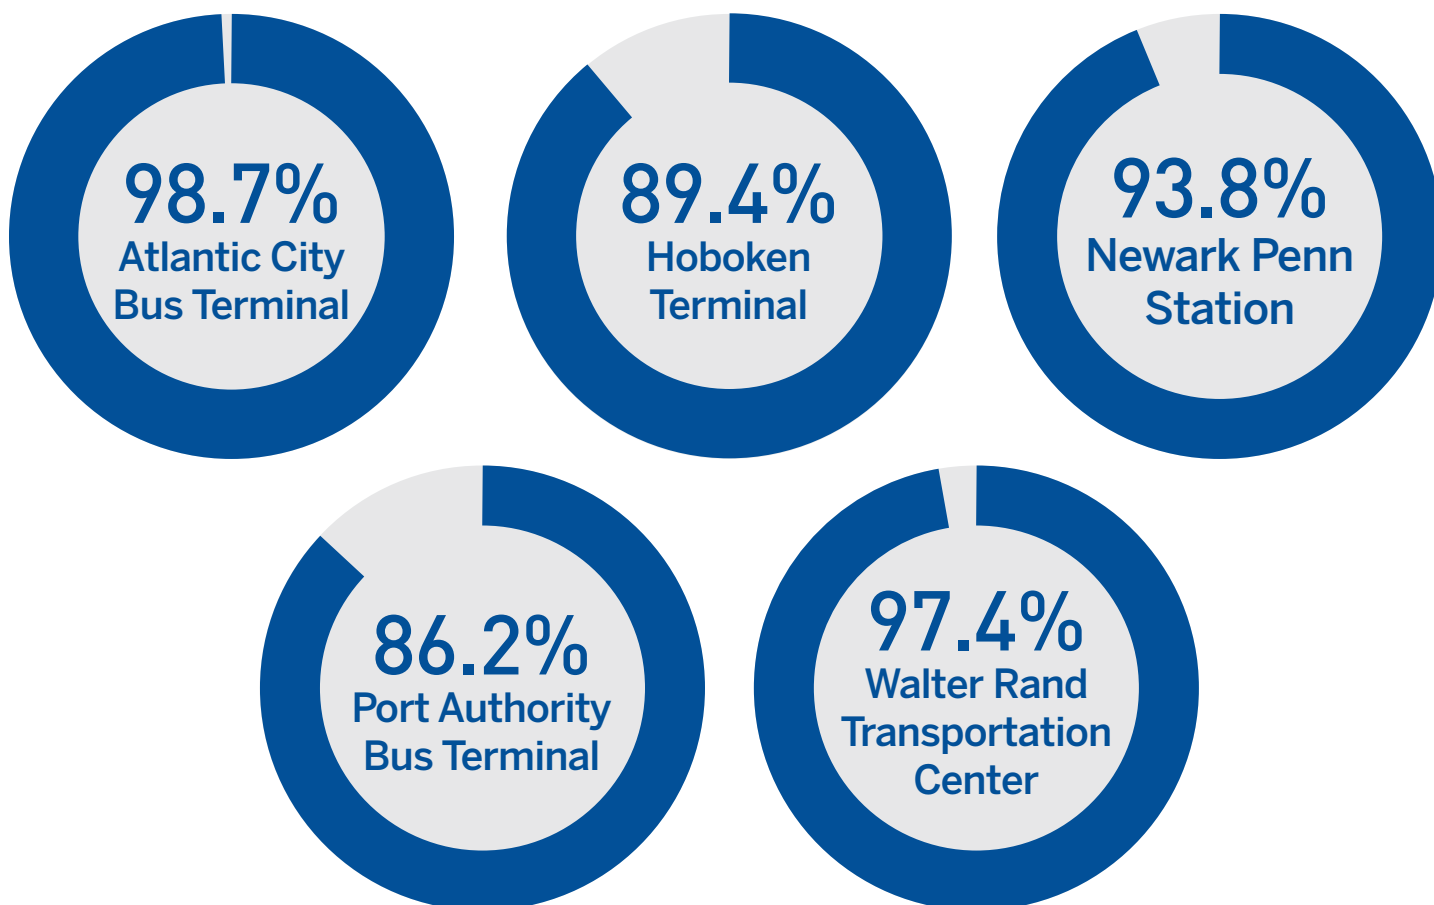 98.7%
Atlantic City
Bus Terminal
89.4%
Hoboken
Terminal
93.8%
Newark Penn
Station
86.2%
Port Authority
Bus Terminal
97.4%
Walter Rand
Transportation
Center